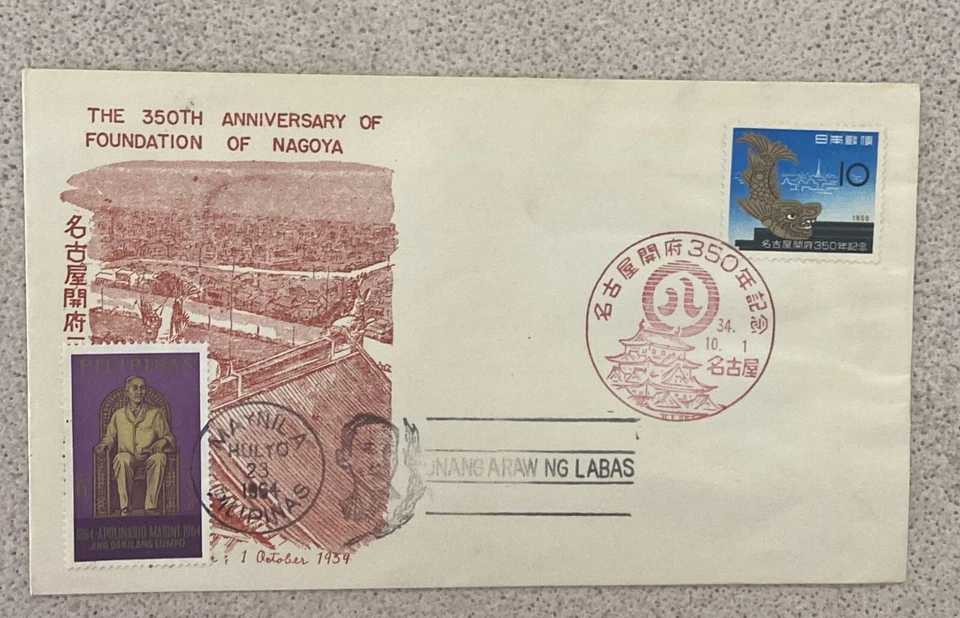 THE 350TH ANNIVERSARY OF
FOUNDATION OF NAGOYA
名古屋開府
日本郵便
10
1959
名古屋開府350年記念
名古屋開府350年記念
八
34.
10. 1
名古屋
PILIPINAS
1864-APOLINARIO MABINI-1964
ANG DAKILANG LUMPO
MAYNILA
HULYO
23
1964
PILIPINAS
UNANG ARAW NG LABAS
; 1 October 1959